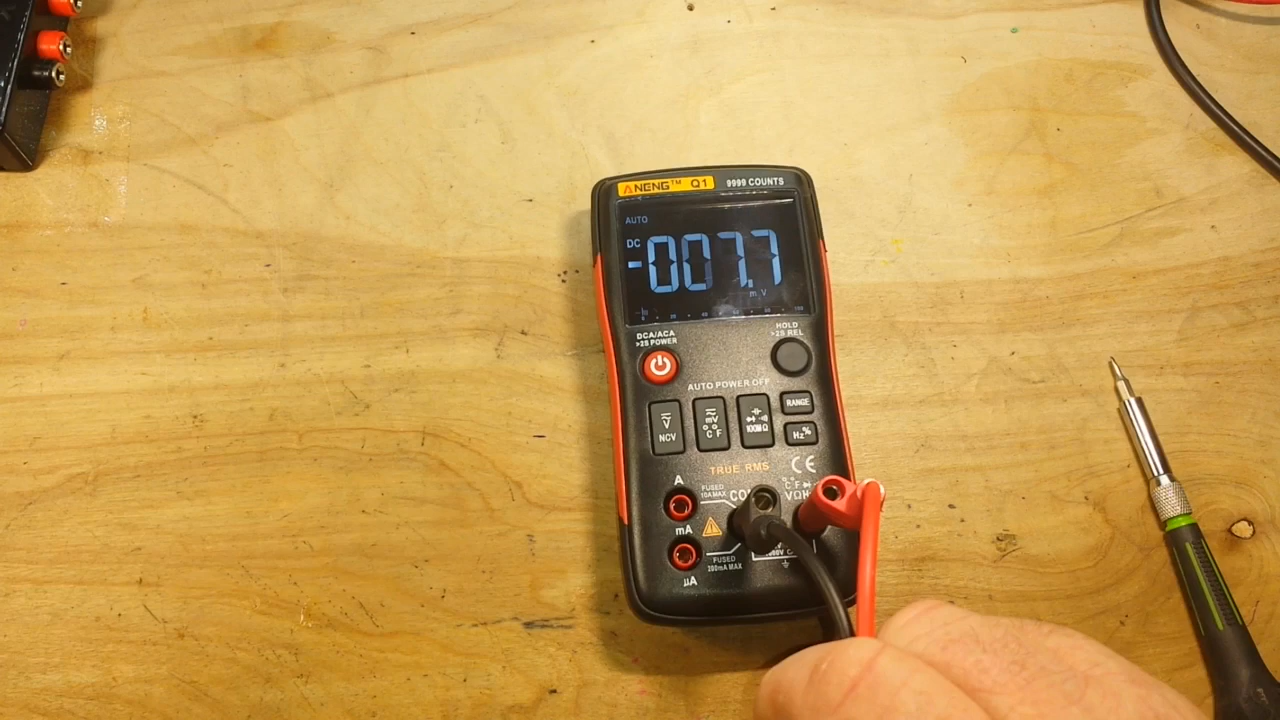 ANENG™ Q1 9999 COUNTS
AUTO
DC
-007.7
m V
DCA/ACA
>2S POWER
HOLD
>2S REL
AUTO POWER OFF
V
NCV
mV
°C °F
100MΩ
RANGE
Hz%
TRUE RMS CE
A
FUSED
10A MAX
mA
FUSED
200mA MAX
µA